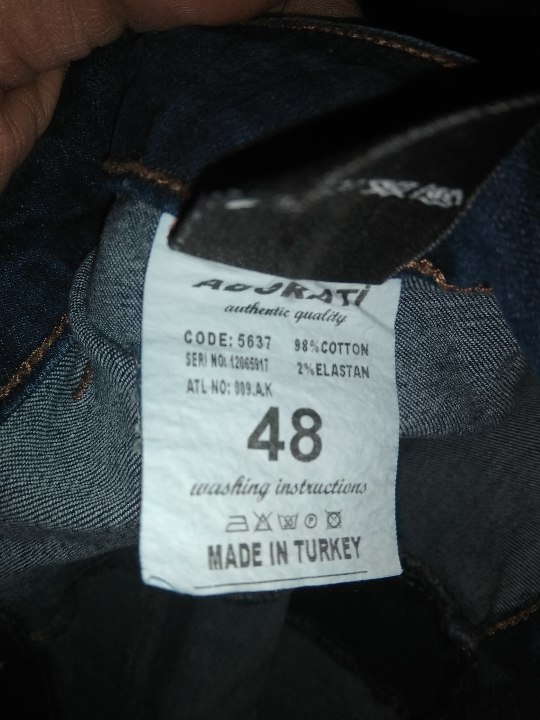 authentic quality
CODE: 5637 98%COTTON
SERI NO: 12065917 2%ELASTAN
ATL NO: 009.A.K
48
washing instructions
MADE IN TURKEY